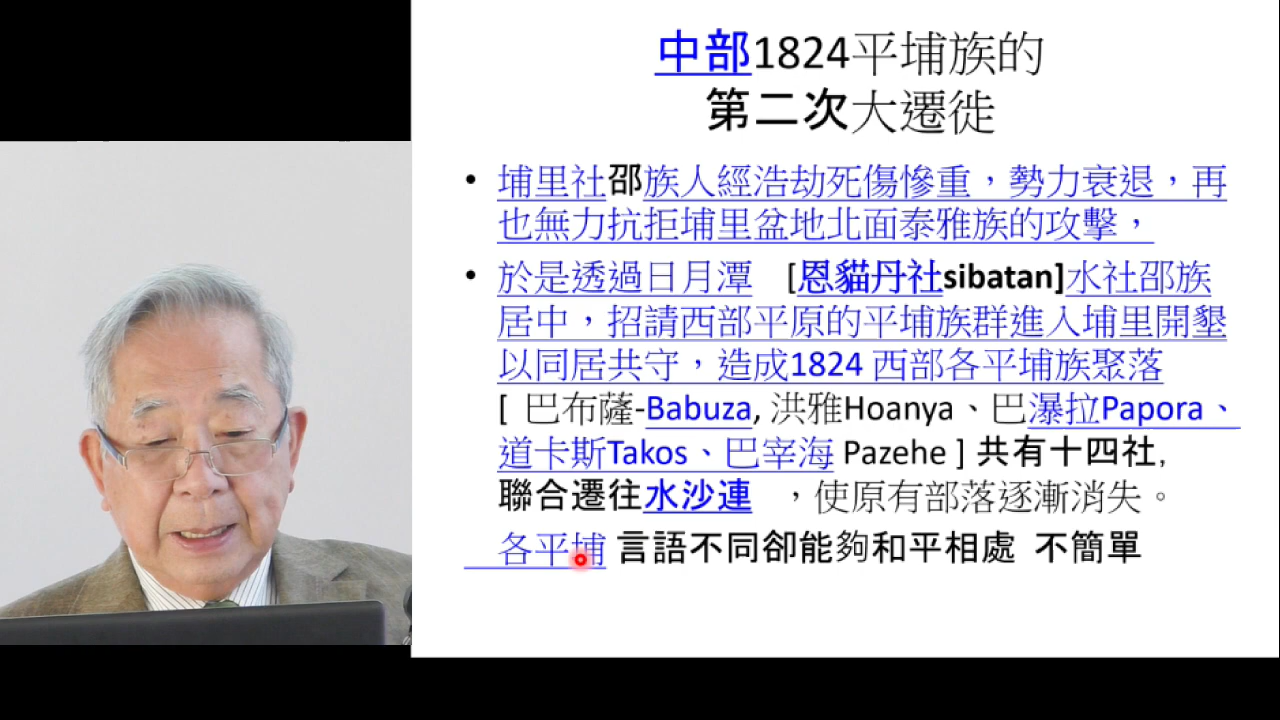 中部1824平埔族的
第二次大遷徙
• 埔里社邵族人經浩劫死傷慘重，勢力衰退，再
也無力抗拒埔里盆地北面泰雅族的攻擊，
• 於是透過日月潭 [恩貓丹社sibatan]水社邵族
居中，招請西部平原的平埔族群進入埔里開墾
以同居共守，造成1824 西部各平埔族聚落
[ 巴布薩-Babuza, 洪雅Hoanya、巴瀑拉Papora、
道卡斯Takos、巴宰海 Pazehe ] 共有十四社,
聯合遷往水沙連 ，使原有部落逐漸消失。
各平埔 言語不同卻能夠和平相處 不簡單